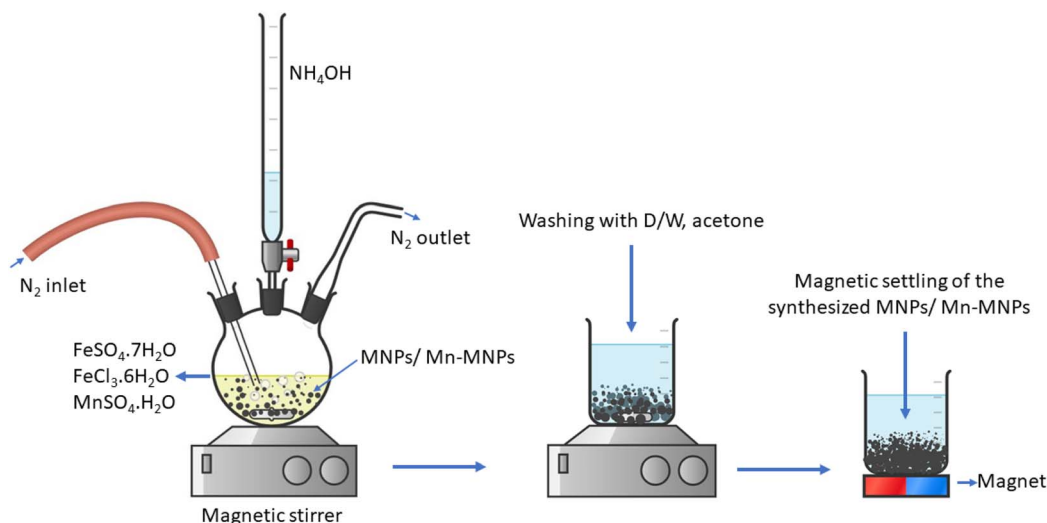 NH₄OH
N₂ inlet
N₂ outlet
FeSO₄.7H₂O
FeCl₃.6H₂O
MnSO₄.H₂O
MNPs/ Mn-MNPs
Magnetic stirrer
Washing with D/W, acetone
Magnetic settling of the
synthesized MNPs/ Mn-MNPs
Magnet